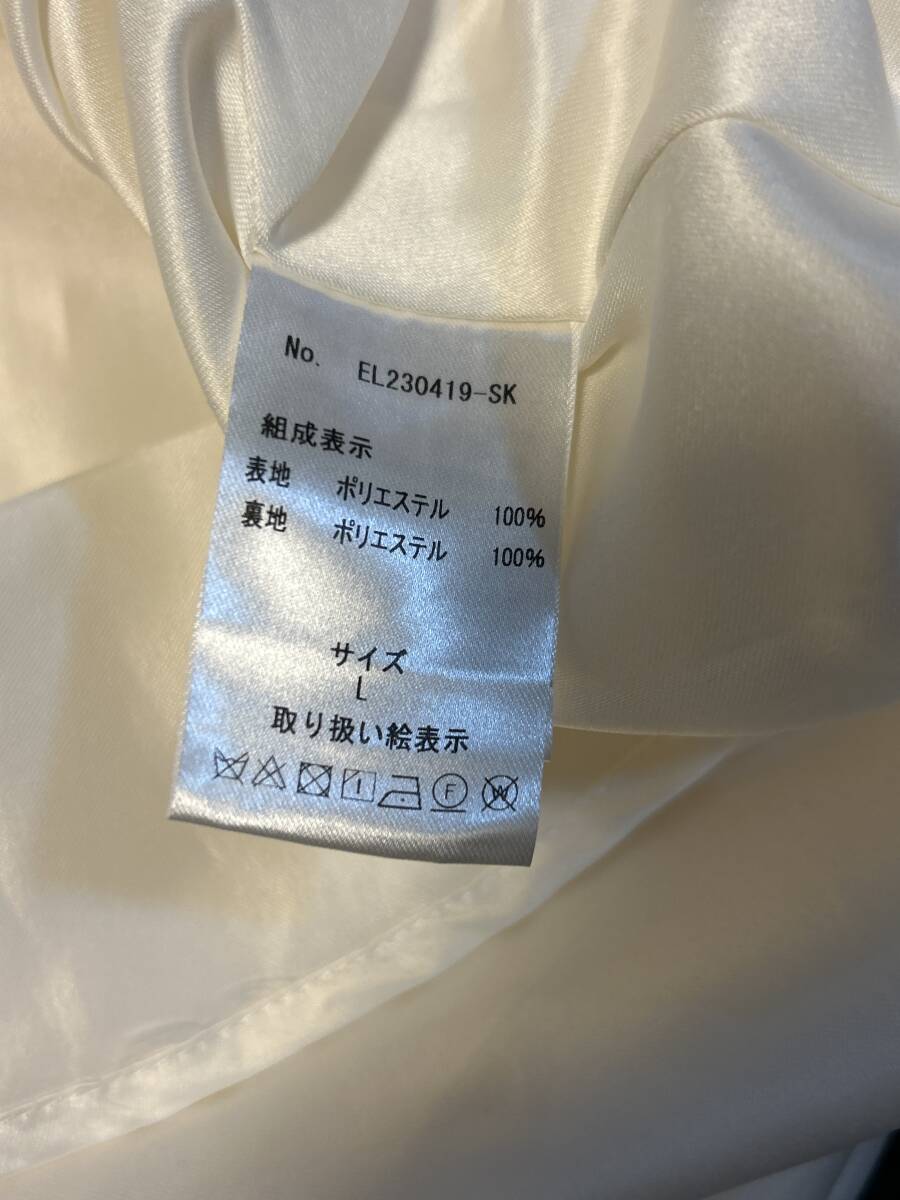 No. EL230419-SK
組成表示
表地 ポリエステル 100%
裏地 ポリエステル 100%
サイズ
L
取り扱い絵表示
F W